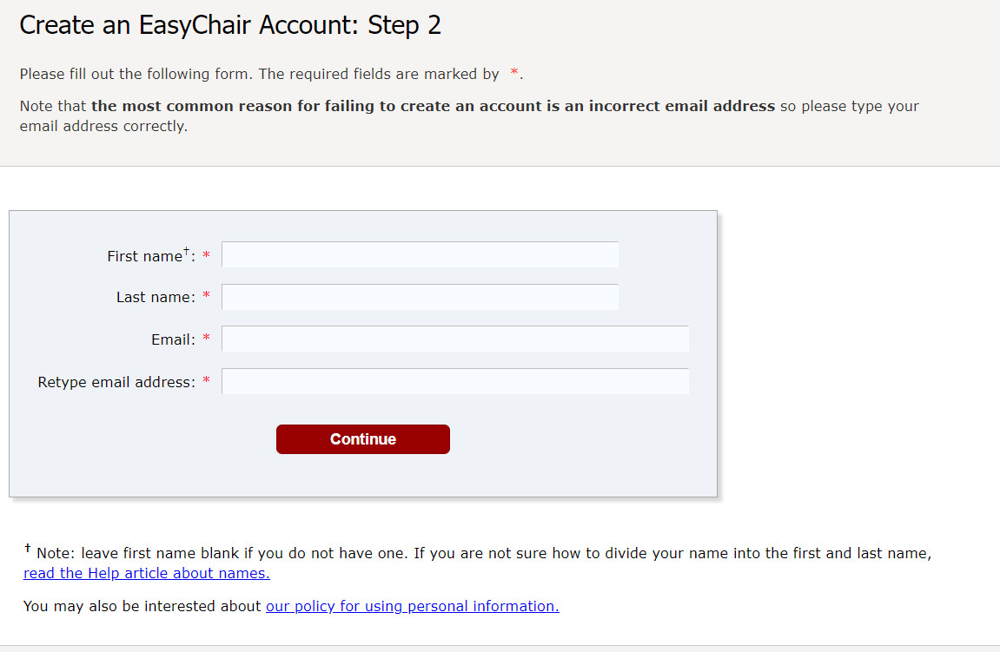 Create an EasyChair Account: Step 2
Please fill out the following form. The required fields are marked by *.
Note that the most common reason for failing to create an account is an incorrect email address so please type your
email address correctly.
First name†: *
Last name: *
Email: *
Retype email address: *
Continue
† Note: leave first name blank if you do not have one. If you are not sure how to divide your name into the first and last name,
read the Help article about names.
You may also be interested about our policy for using personal information.